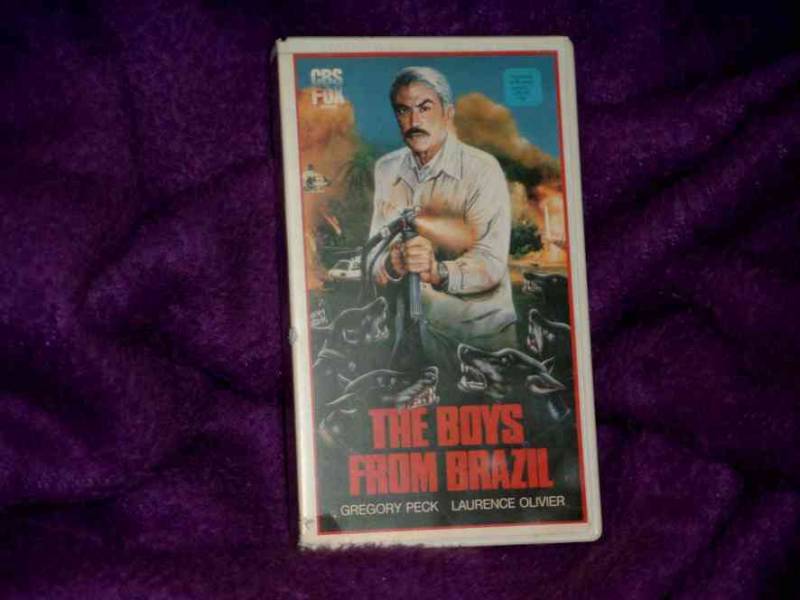 CBS
FOX
THE BOYS
FROM BRAZIL
GREGORY PECK LAURENCE OLIVIER